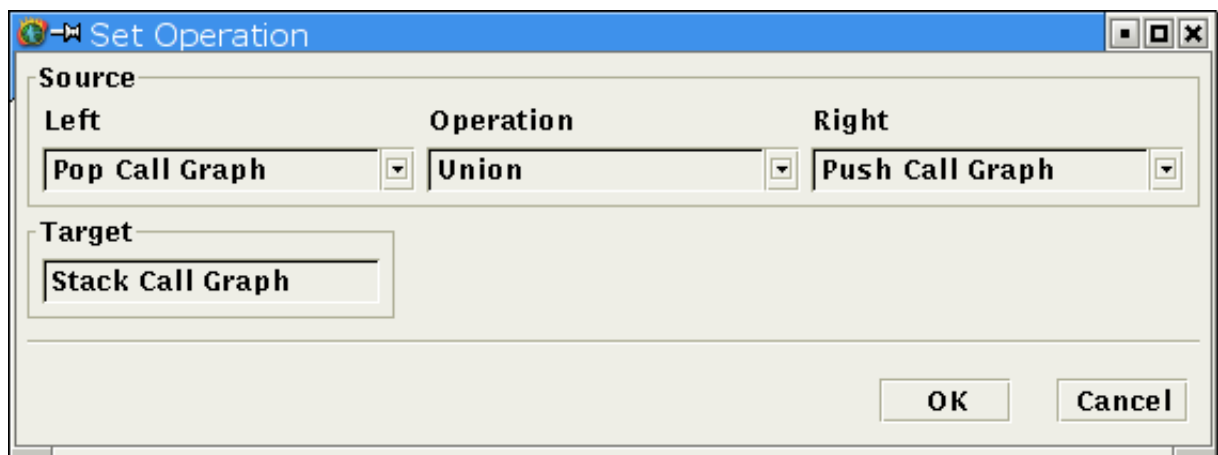 Set Operation
Source
Left Operation Right
Pop Call Graph Union Push Call Graph
Target
Stack Call Graph
OK Cancel